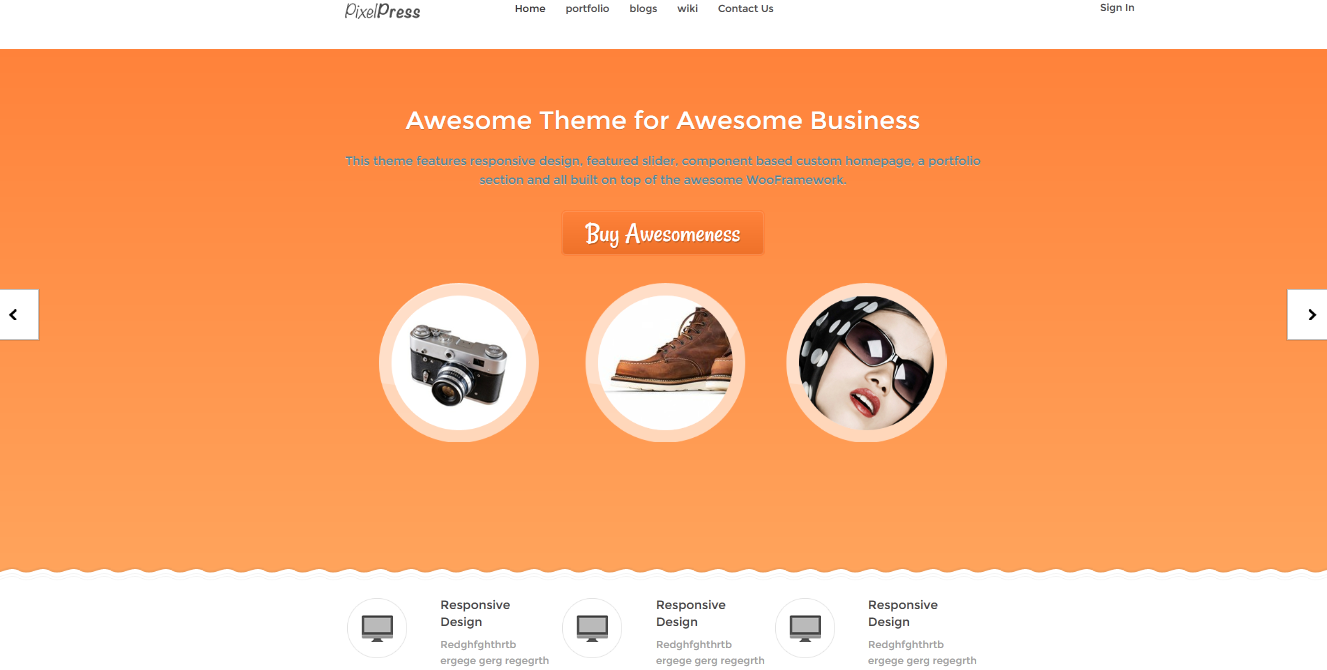 PixelPress
Home portfolio blogs wiki Contact Us
Sign In
Awesome Theme for Awesome Business
This theme features responsive design, featured slider, component based custom homepage, a portfolio
section and all built on top of the awesome WooFramework.
Buy Awesomeness
Responsive
Design
Redghfghthrtb
ergege gerg regegrth
Responsive
Design
Redghfghthrtb
ergege gerg regegrth
Responsive
Design
Redghfghthrtb
ergege gerg regegrth